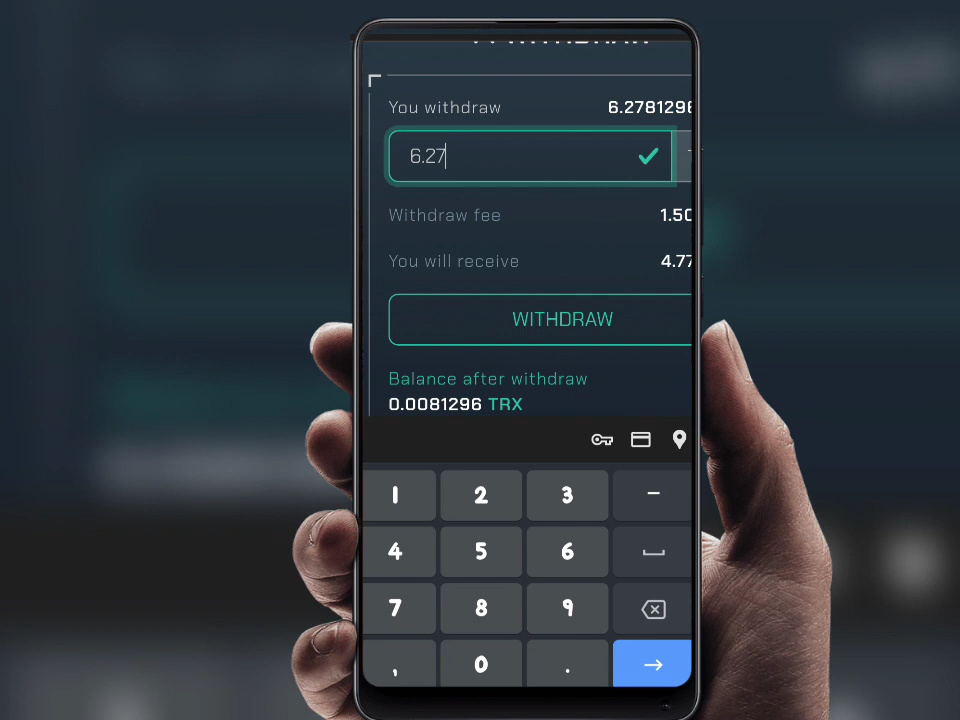 You withdraw 6.2781296
6.27
Withdraw fee 1.50
You will receive 4.77
WITHDRAW
Balance after withdraw
0.0081296 TRX
1 2 3 –
4 5 6
7 8 9
, 0 .